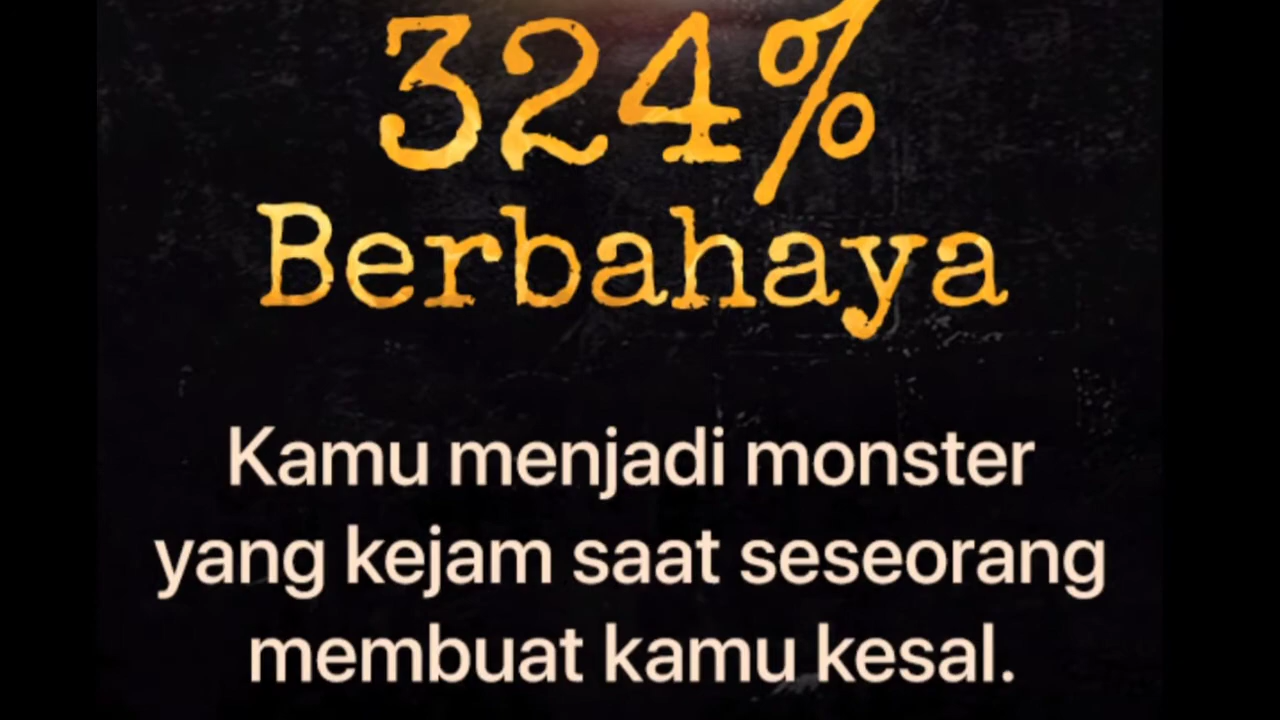 324%
Berbahaya
Kamu menjadi monster
yang kejam saat seseorang
membuat kamu kesal.